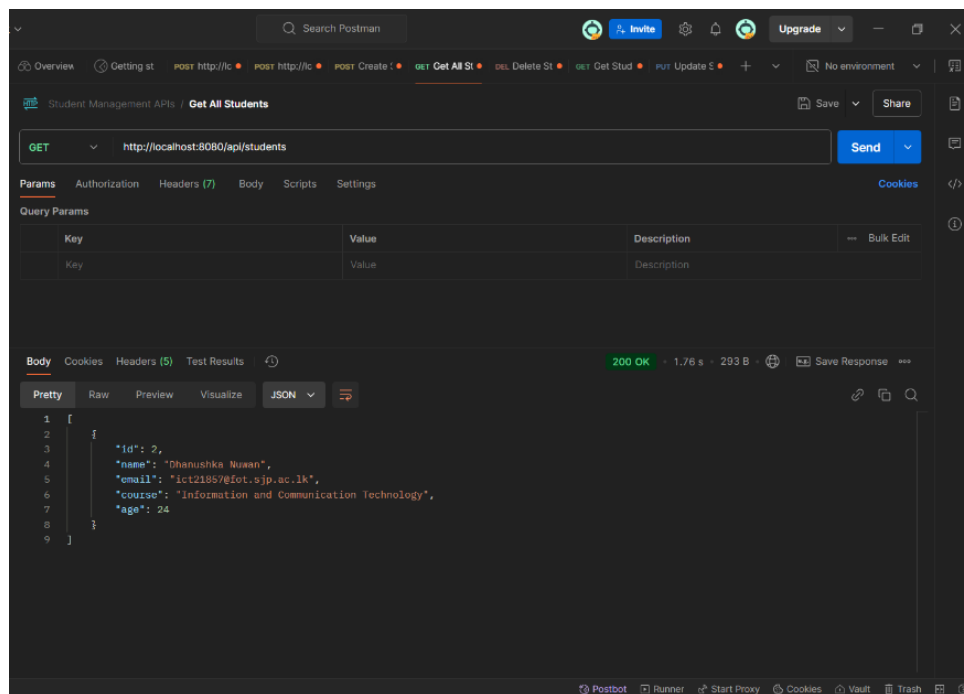 Search Postman
Invite
Upgrade
Overview
Getting st
POST http://lc
POST http://lc
POST Create
GET Get All St
DEL Delete St
GET Get Stud
PUT Update S
No environment
Student Management APIs / Get All Students
Save
Share
GET
http://localhost:8080/api/students
Send
Params Authorization Headers (7) Body Scripts Settings
Cookies
Query Params
Key Value Description
Bulk Edit
Key Value Description
Body Cookies Headers (5) Test Results
200 OK
1.76 s
293 B
Save Response
Pretty Raw Preview Visualize JSON
1 [
2 {
3 "id": 2,
4 "name": "Dhanushka Nuwan",
5 "email": "ict21857@fot.sjp.ac.lk",
6 "course": "Information and Communication Technology",
7 "age": 24
8 }
9 ]
Postbot Runner Start Proxy Cookies Vault Trash